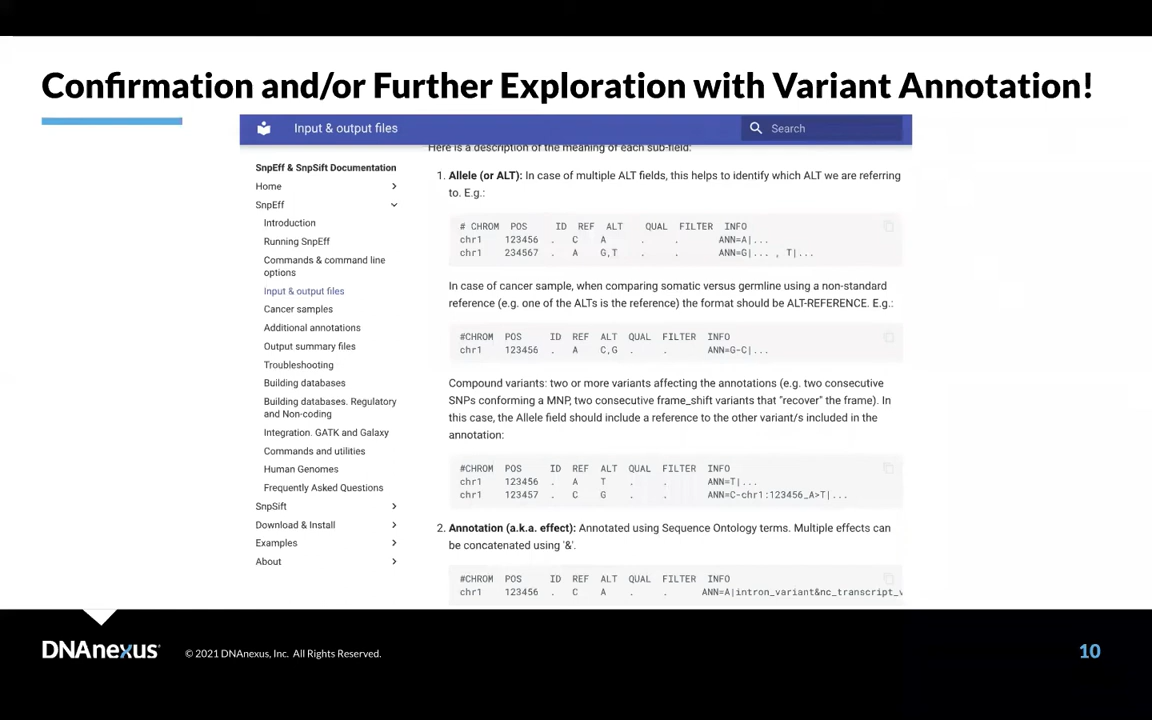 Confirmation and/or Further Exploration with Variant Annotation!
Input & output files
Search
SnpEff & SnpSift Documentation
Home
SnpEff
Introduction
Running SnpEff
Commands & command line
options
Input & output files
Cancer samples
Additional annotations
Output summary files
Troubleshooting
Building databases
Building databases. Regulatory
and Non-coding
Integration. GATK and Galaxy
Commands and utilities
Human Genomes
Frequently Asked Questions
SnpSift
Download & Install
Examples
About
Here is a description of the meaning of each sub-field:
1. Allele (or ALT): In case of multiple ALT fields, this helps to identify which ALT we are referring
to. E.g.:
# CHROM POS ID REF ALT QUAL FILTER INFO
chr1 123456 . C A . . ANN=A|...
chr1 234567 . A G,T . . ANN=G|... , T|...
In case of cancer sample, when comparing somatic versus germline using a non-standard
reference (e.g. one of the ALTs is the reference) the format should be ALT-REFERENCE. E.g.:
#CHROM POS ID REF ALT QUAL FILTER INFO
chr1 123456 . A C,G . . ANN=G-C|...
Compound variants: two or more variants affecting the annotations (e.g. two consecutive
SNPs conforming a MNP, two consecutive frame_shift variants that "recover" the frame). In
this case, the Allele field should include a reference to the other variant/s included in the
annotation:
#CHROM POS ID REF ALT QUAL FILTER INFO
chr1 123456 . A T . . ANN=T|...
chr1 123457 . C G . . ANN=C-chr1:123456_A>T|...
2. Annotation (a.k.a. effect): Annotated using Sequence Ontology terms. Multiple effects can
be concatenated using '&'.
#CHROM POS ID REF ALT QUAL FILTER INFO
chr1 123456 . C A . . ANN=A|intron_variant&nc_transcript_v
DNAnexus
© 2021 DNAnexus, Inc. All Rights Reserved.
10